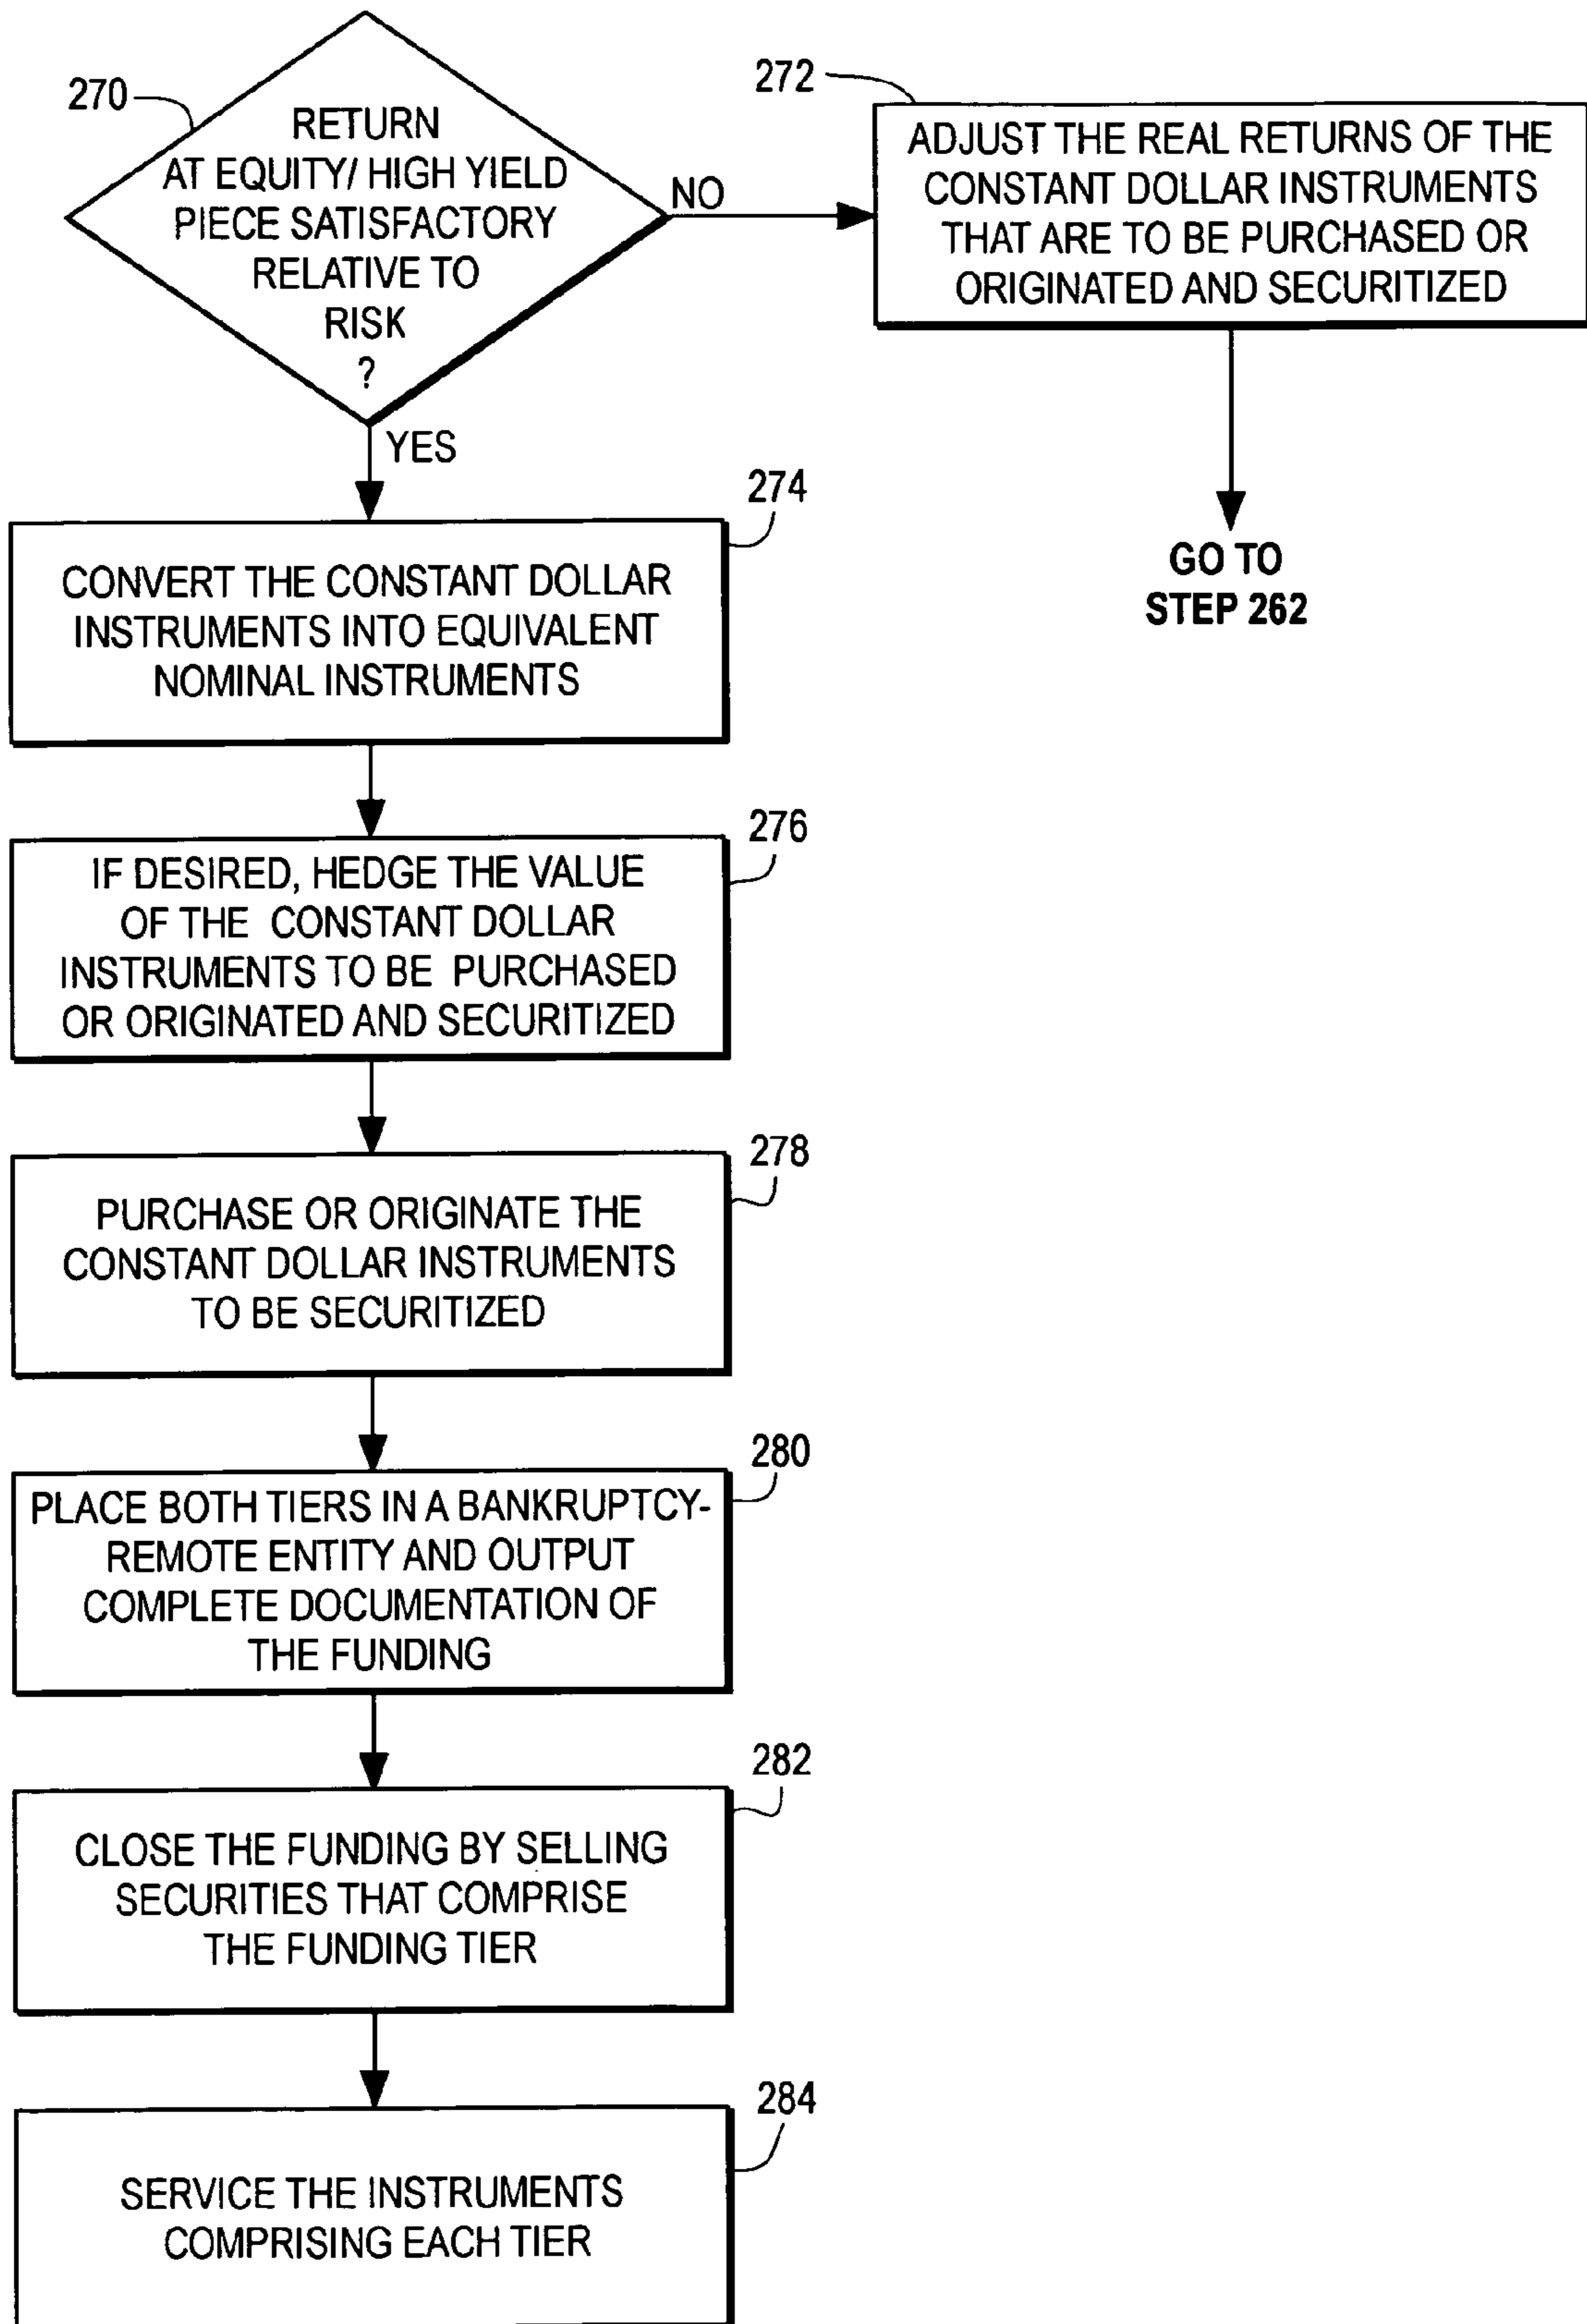 270
RETURN
AT EQUITY/ HIGH YIELD
PIECE SATISFACTORY
RELATIVE TO
RISK
?
NO
YES
272
ADJUST THE REAL RETURNS OF THE
CONSTANT DOLLAR INSTRUMENTS
THAT ARE TO BE PURCHASED OR
ORIGINATED AND SECURITIZED
GO TO
STEP 262
274
CONVERT THE CONSTANT DOLLAR
INSTRUMENTS INTO EQUIVALENT
NOMINAL INSTRUMENTS
276
IF DESIRED, HEDGE THE VALUE
OF THE CONSTANT DOLLAR
INSTRUMENTS TO BE PURCHASED
OR ORIGINATED AND SECURITIZED
278
PURCHASE OR ORIGINATE THE
CONSTANT DOLLAR INSTRUMENTS
TO BE SECURITIZED
280
PLACE BOTH TIERS IN A BANKRUPTCY-
REMOTE ENTITY AND OUTPUT
COMPLETE DOCUMENTATION OF
THE FUNDING
282
CLOSE THE FUNDING BY SELLING
SECURITIES THAT COMPRISE
THE FUNDING TIER
284
SERVICE THE INSTRUMENTS
COMPRISING EACH TIER